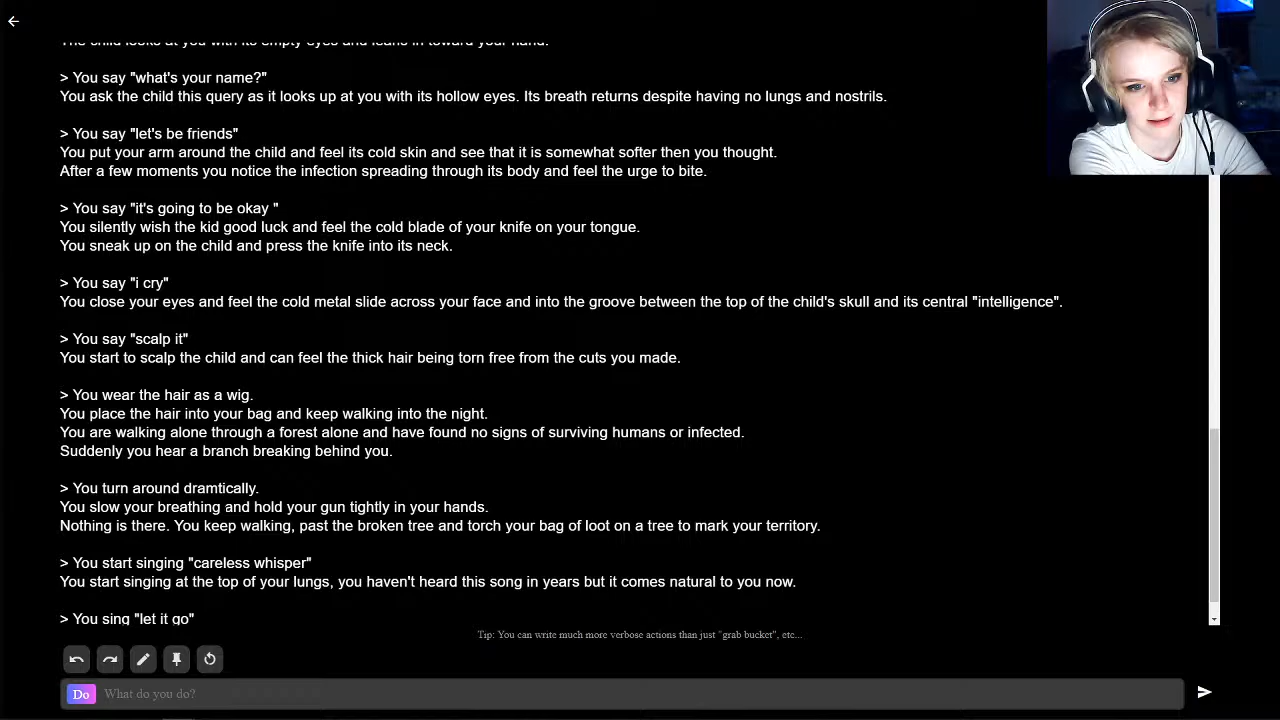 The child looks at you with its empty eyes and leans in toward your hand.
> You say "what's your name?"
You ask the child this query as it looks up at you with its hollow eyes. Its breath returns despite having no lungs and nostrils.
> You say "let's be friends"
You put your arm around the child and feel its cold skin and see that it is somewhat softer then you thought.
After a few moments you notice the infection spreading through its body and feel the urge to bite.
> You say "it's going to be okay "
You silently wish the kid good luck and feel the cold blade of your knife on your tongue.
You sneak up on the child and press the knife into its neck.
> You say "i cry"
You close your eyes and feel the cold metal slide across your face and into the groove between the top of the child's skull and its central "intelligence".
> You say "scalp it"
You start to scalp the child and can feel the thick hair being torn free from the cuts you made.
> You wear the hair as a wig.
You place the hair into your bag and keep walking into the night.
You are walking alone through a forest alone and have found no signs of surviving humans or infected.
Suddenly you hear a branch breaking behind you.
> You turn around dramtically.
You slow your breathing and hold your gun tightly in your hands.
Nothing is there. You keep walking, past the broken tree and torch your bag of loot on a tree to mark your territory.
> You start singing "careless whisper"
You start singing at the top of your lungs, you haven't heard this song in years but it comes natural to you now.
> You sing "let it go"
Tip: You can write much more verbose actions than just "grab bucket", etc...
Do What do you do?